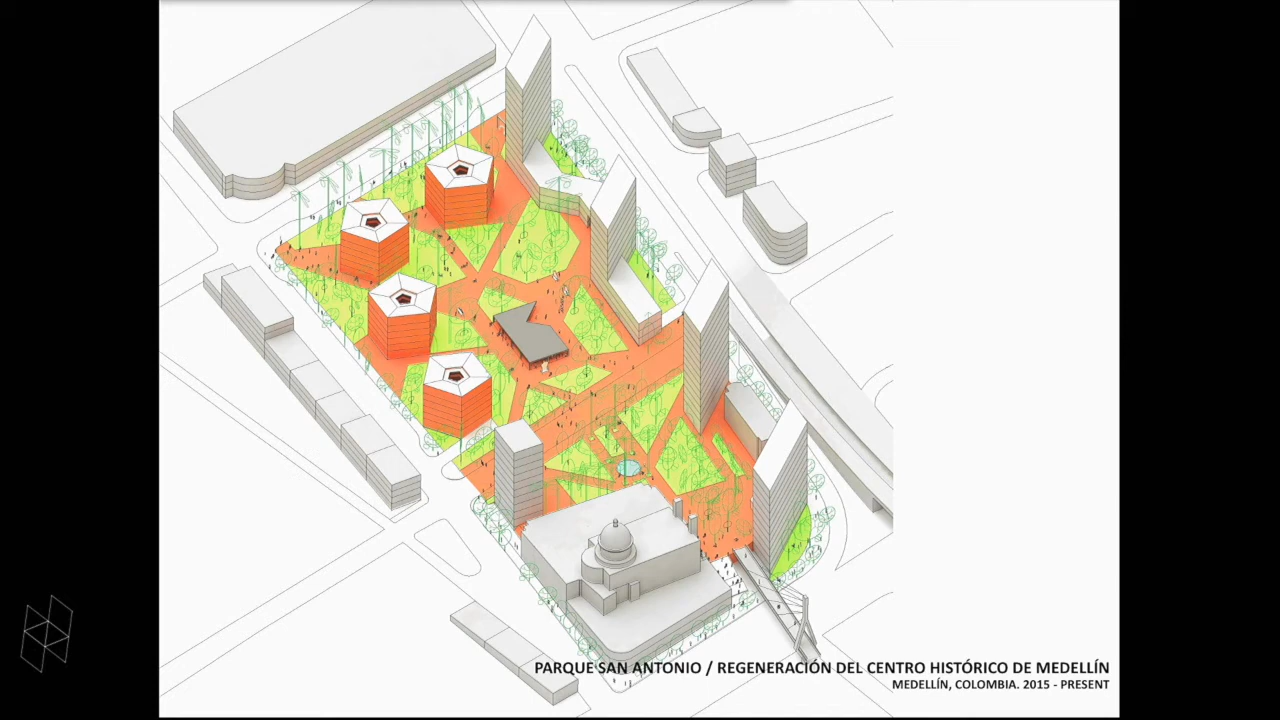 PARQUE SAN ANTONIO / REGENERACIÓN DEL CENTRO HISTÓRICO DE MEDELLÍN
MEDELLÍN, COLOMBIA. 2015 - PRESENT